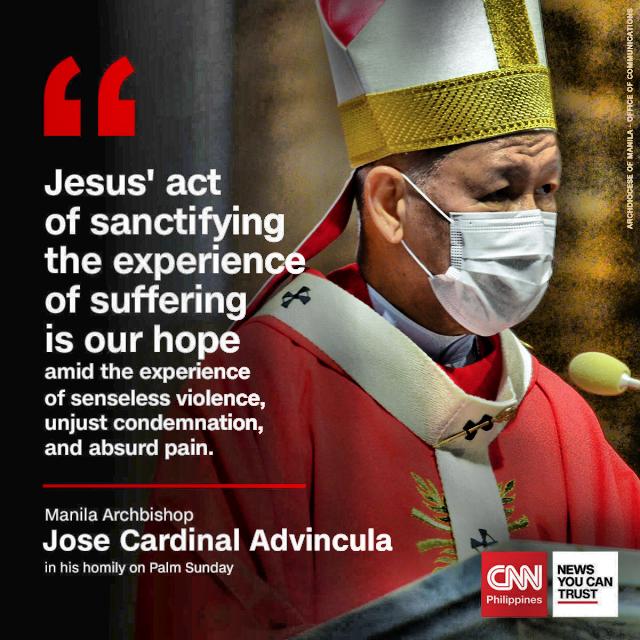 Jesus' act
of sanctifying
the experience
of suffering
is our hope
amid the experience
of senseless violence,
unjust condemnation,
and absurd pain.
Manila Archbishop
Jose Cardinal Advincula
in his homily on Palm Sunday
ARCHDIOCESE OF MANILA - OFFICE OF COMMUNICATIONS
CNN
Philippines
NEWS
YOU CAN
TRUST